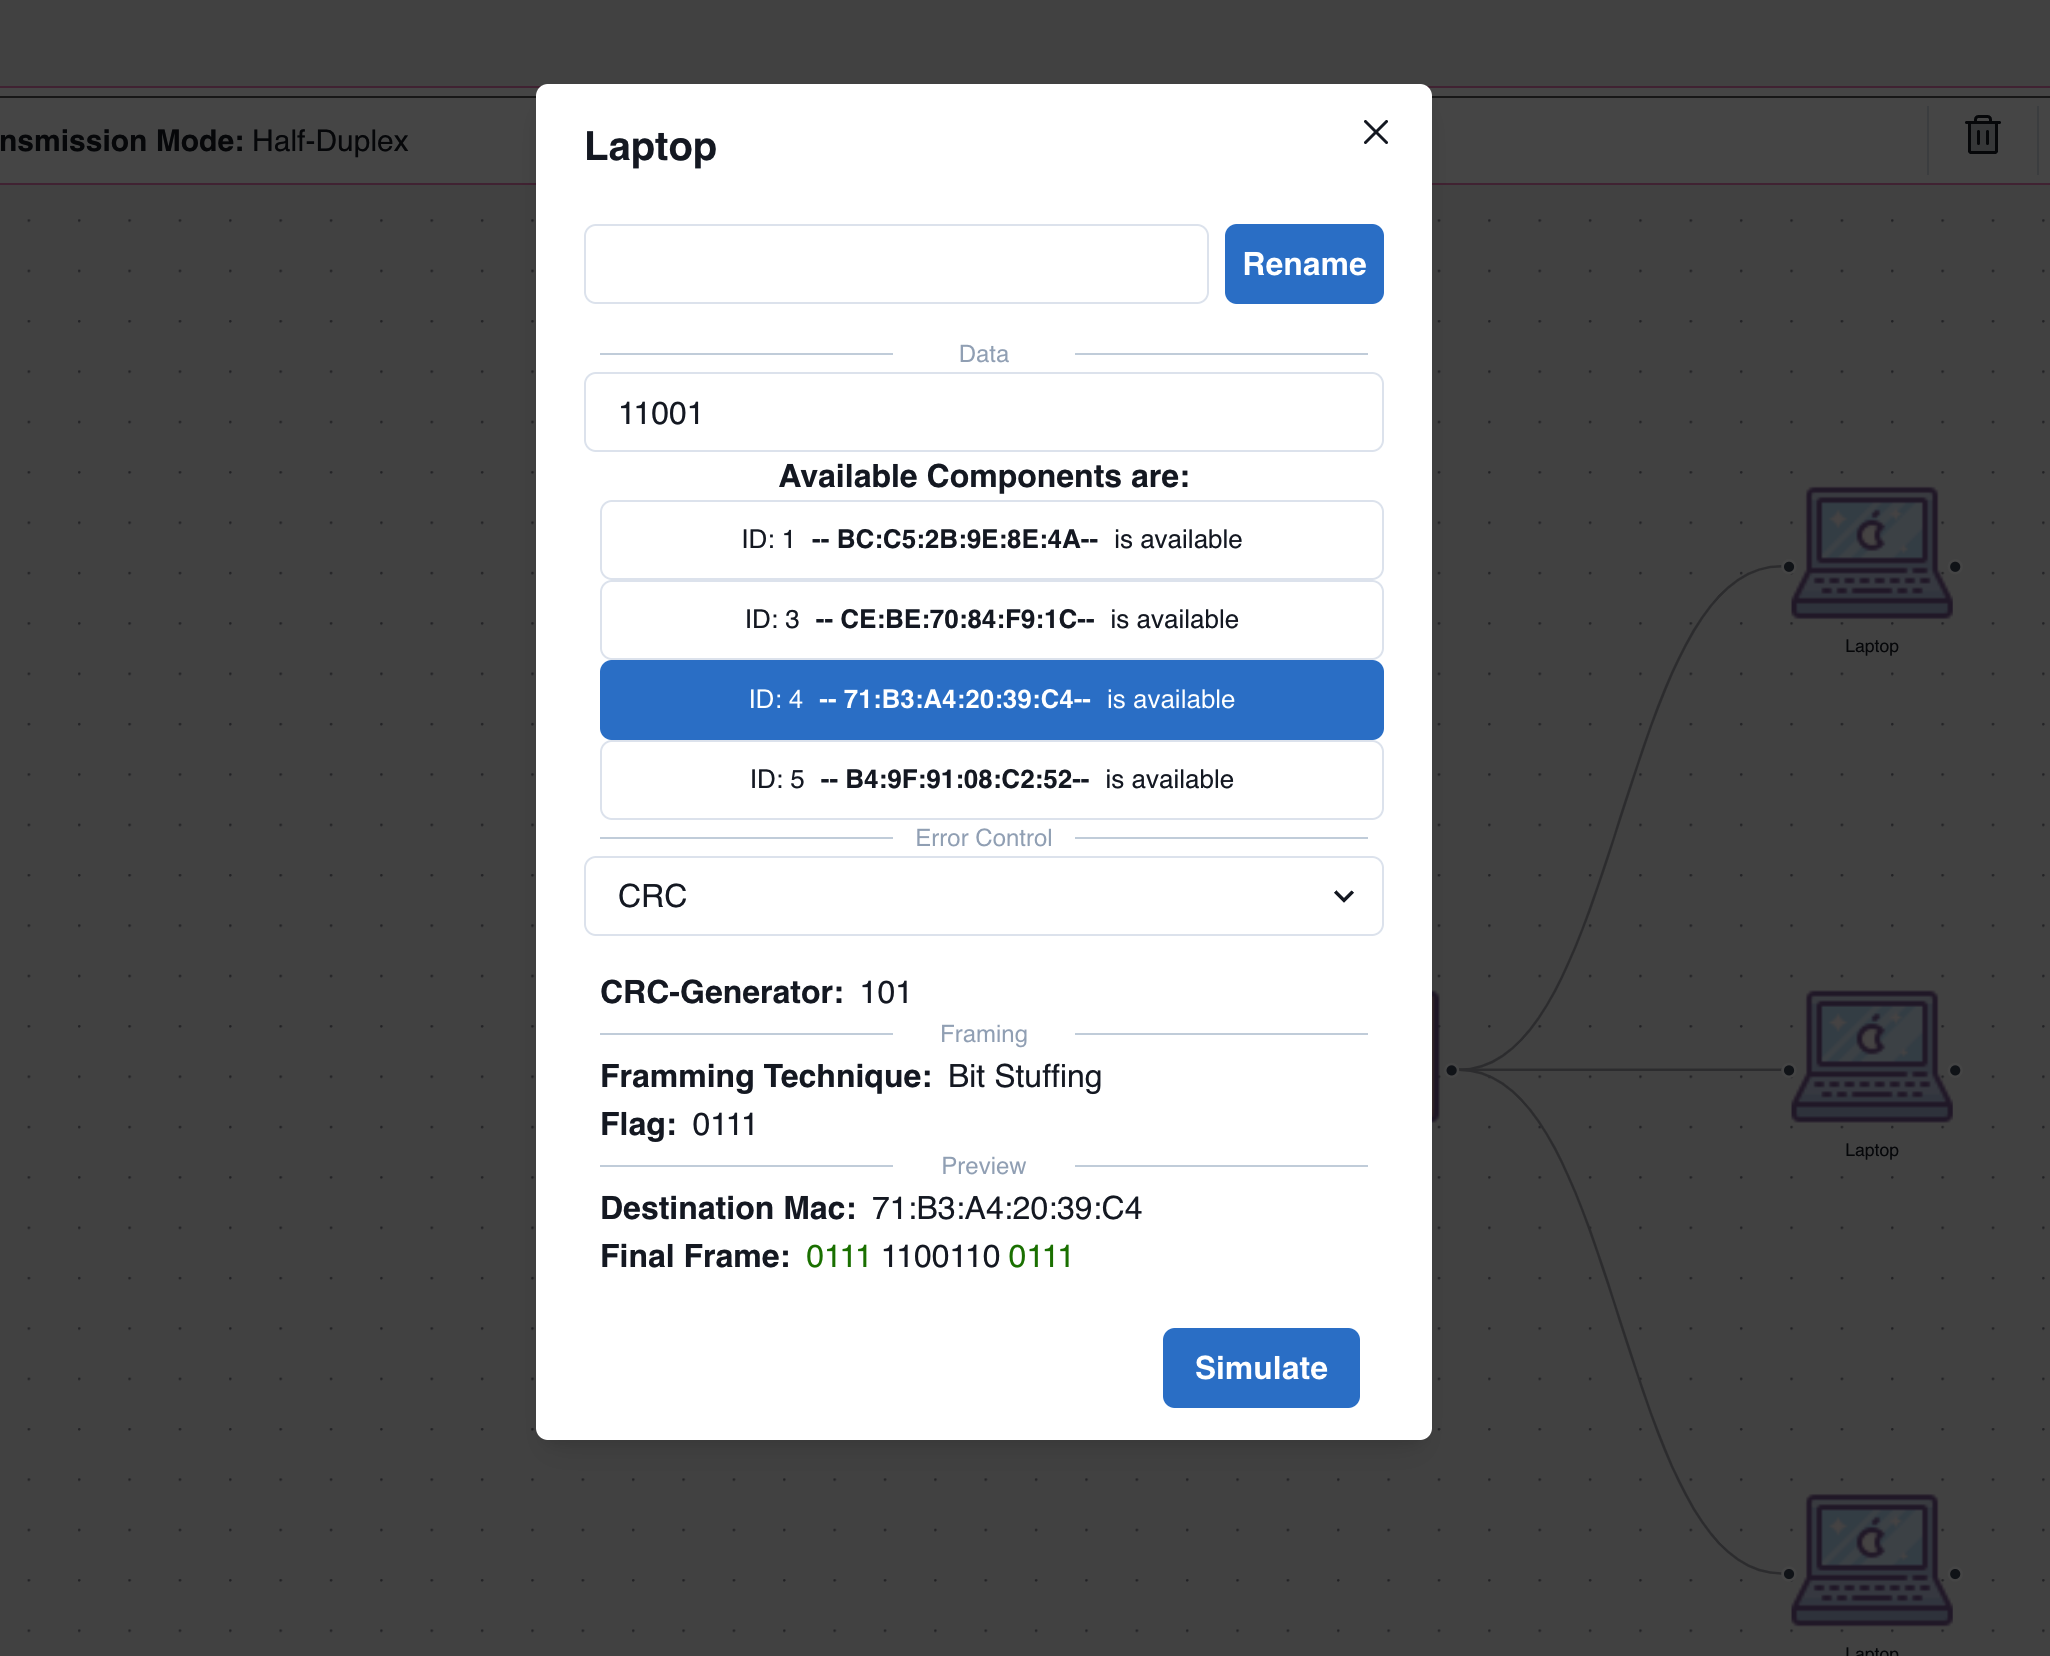 nsmission Mode: Half-Duplex
Laptop
Rename
Data
11001
Available Components are:
ID: 1 -- BC:C5:2B:9E:8E:4A-- is available
ID: 3 -- CE:BE:70:84:F9:1C-- is available
ID: 4 -- 71:B3:A4:20:39:C4-- is available
ID: 5 -- B4:9F:91:08:C2:52-- is available
Error Control
CRC
CRC-Generator: 101
Framing
Framming Technique: Bit Stuffing
Flag: 0111
Preview
Destination Mac: 71:B3:A4:20:39:C4
Final Frame: 0111 1100110 0111
Simulate
Laptop
Laptop
Laptop